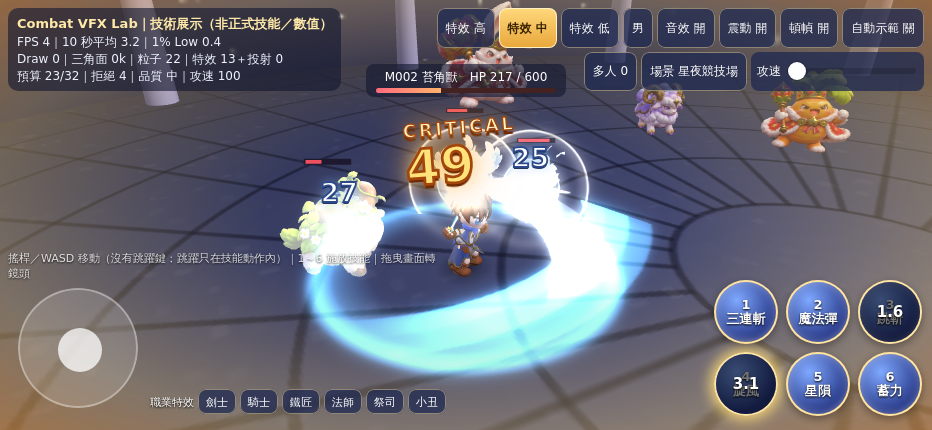 Combat VFX Lab｜技術展示（非正式技能／數值）
FPS 4｜10 秒平均 3.2｜1% Low 0.4
Draw 0｜三角面 0k｜粒子 22｜特效 13＋投射 0
預算 23/32｜拒絕 4｜品質 中｜攻速 100
特效 高
特效 中
特效 低
男
音效 開
震動 開
頓幀 開
自動示範 關
多人 0
場景 星夜競技場
攻速
M002 苔角獸 HP 217 / 600
CRITICAL
49
25
27
搖桿／WASD 移動（沒有跳躍鍵；跳躍只在技能動作內）｜1–6 施放技能｜拖曳畫面轉
鏡頭
1
三連斬
2
魔法彈
3
跳斬
1.6
4
旋風
3.1
5
星隕
6
蓄力
職業特效
劍士
騎士
鐵匠
法師
祭司
小丑